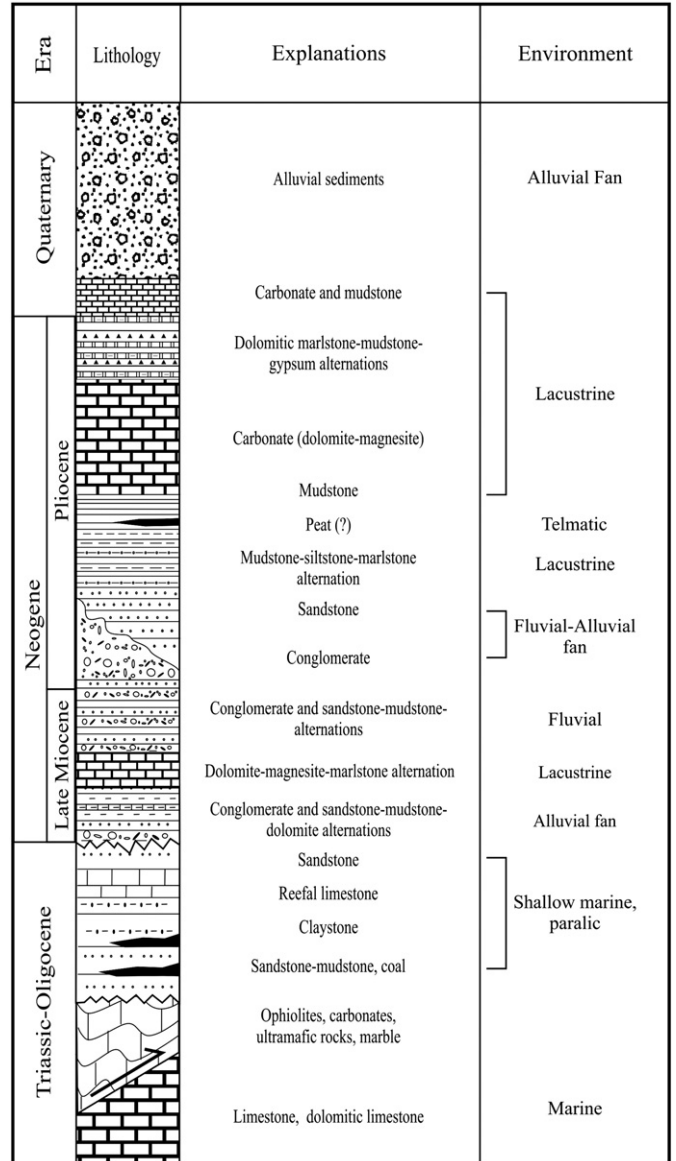 Era
Lithology
Explanations
Environment
Quaternary
Alluvial sediments
Alluvial Fan
Carbonate and mudstone
Neogene
Pliocene
Dolomitic marlstone-mudstone-
gypsum alternations
Lacustrine
Carbonate (dolomite-magnesite)
Mudstone
Peat (?)
Telmatic
Mudstone-siltstone-marlstone
alternation
Lacustrine
Sandstone
Fluvial-Alluvial
fan
Conglomerate
Late Miocene
Conglomerate and sandstone-mudstone-
alternations
Fluvial
Dolomite-magnesite-marlstone alternation
Lacustrine
Conglomerate and sandstone-mudstone-
dolomite alternations
Alluvial fan
Triassic-Oligocene
Sandstone
Reefal limestone
Shallow marine,
paralic
Claystone
Sandstone-mudstone, coal
Ophiolites, carbonates,
ultramafic rocks, marble
Limestone, dolomitic limestone
Marine